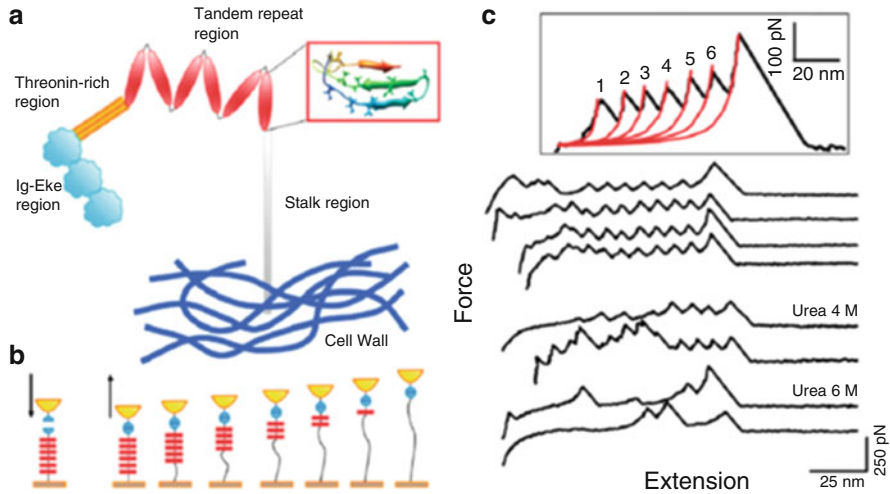 a
Tandem repeat
region
Threonin-rich
region
Ig-Eke
region
Stalk region
Cell Wall
b
c
1 2 3 4 5 6
100 pN
20 nm
Force
Urea 4 M
Urea 6 M
Extension
25 nm
250 pN